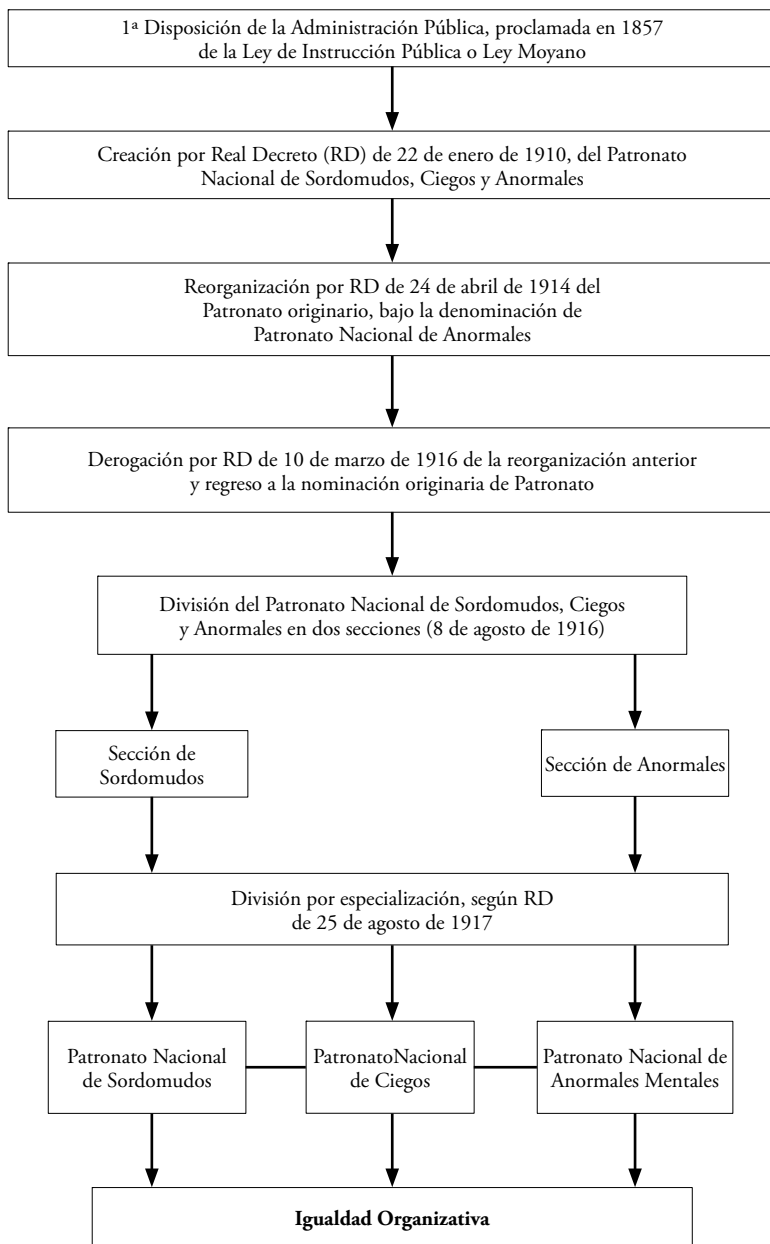 1ª Disposición de la Administración Pública, proclamada en 1857
de la Ley de Instrucción Pública o Ley Moyano
Creación por Real Decreto (RD) de 22 de enero de 1910, del Patronato
Nacional de Sordomudos, Ciegos y Anormales
Reorganización por RD de 24 de abril de 1914 del
Patronato originario, bajo la denominación de
Patronato Nacional de Anormales
Derogación por RD de 10 de marzo de 1916 de la reorganización anterior
y regreso a la nominación originaria de Patronato
División del Patronato Nacional de Sordomudos, Ciegos
y Anormales en dos secciones (8 de agosto de 1916)
Sección de
Sordomudos
Sección de Anormales
División por especialización, según RD
de 25 de agosto de 1917
Patronato Nacional
de Sordomudos
PatronatoNacional
de Ciegos
Patronato Nacional de
Anormales Mentales
Igualdad Organizativa